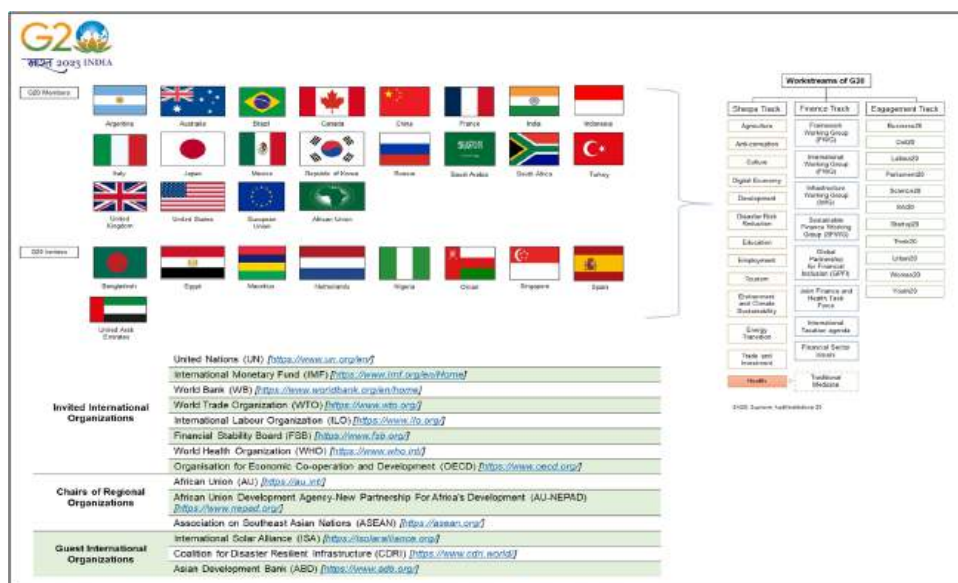 G20
भारत 2023 INDIA
G20 Members
Argentina
Australia
Brazil
Canada
China
France
India
Indonesia
Italy
Japan
Mexico
Republic of Korea
Russia
Saudi Arabia
South Africa
Turkey
United
Kingdom
United States
European
Union
African Union
G20 Invitees
Bangladesh
Egypt
Mauritius
Netherlands
Nigeria
Oman
Singapore
Spain
United Arab
Emirates
Workstreams of G20
Sherpa Track
Agriculture
Anti-corruption
Culture
Digital Economy
Development
Disaster Risk
Reduction
Education
Employment
Tourism
Environment
and Climate
Sustainability
Energy
Transition
Trade and
Investment
Health
Finance Track
Framework
Working Group
(FWG)
International
Working Group
Infrastructure
Working Group
(IWG)
Sustainable
Finance Working
Group (SFWG)
Global
Partnership
for Financial
Inclusion (GPFI)
Joint Finance and
Health Task
Force
International
Taxation agenda
Financial Sector
Issues
Traditional
Medicine
Engagement Track
Business20
Civil20
Labour20
Parliament20
Science20
SAI20
Startup20
Think20
Urban20
Women20
Youth20
Invited International
Organizations
United Nations (UN) [https://www.un.org/en/]
International Monetary Fund (IMF) [https://www.imf.org/en/Home]
World Bank (WB) [https://www.worldbank.org/en/home]
World Trade Organization (WTO) [https://www.wto.org/]
International Labour Organization (ILO) [https://www.ilo.org/]
Financial Stability Board (FSB) [https://www.fsb.org/]
World Health Organization (WHO) [https://www.who.int/]
Organisation for Economic Co-operation and Development (OECD) [https://www.oecd.org/]
Chairs of Regional
Organizations
African Union (AU) [https://au.int/]
African Union Development Agency-New Partnership For Africa's Development (AU-NEPAD)
[https://www.nepad.org/]
Association on Southeast Asian Nations (ASEAN) [https://asean.org/]
Guest International
Organizations
International Solar Alliance (ISA) [https://isolaralliance.org/]
Coalition for Disaster Resilient Infrastructure (CDRI) [https://www.cdri.world/]
Asian Development Bank (ABD) [https://www.adb.org/]